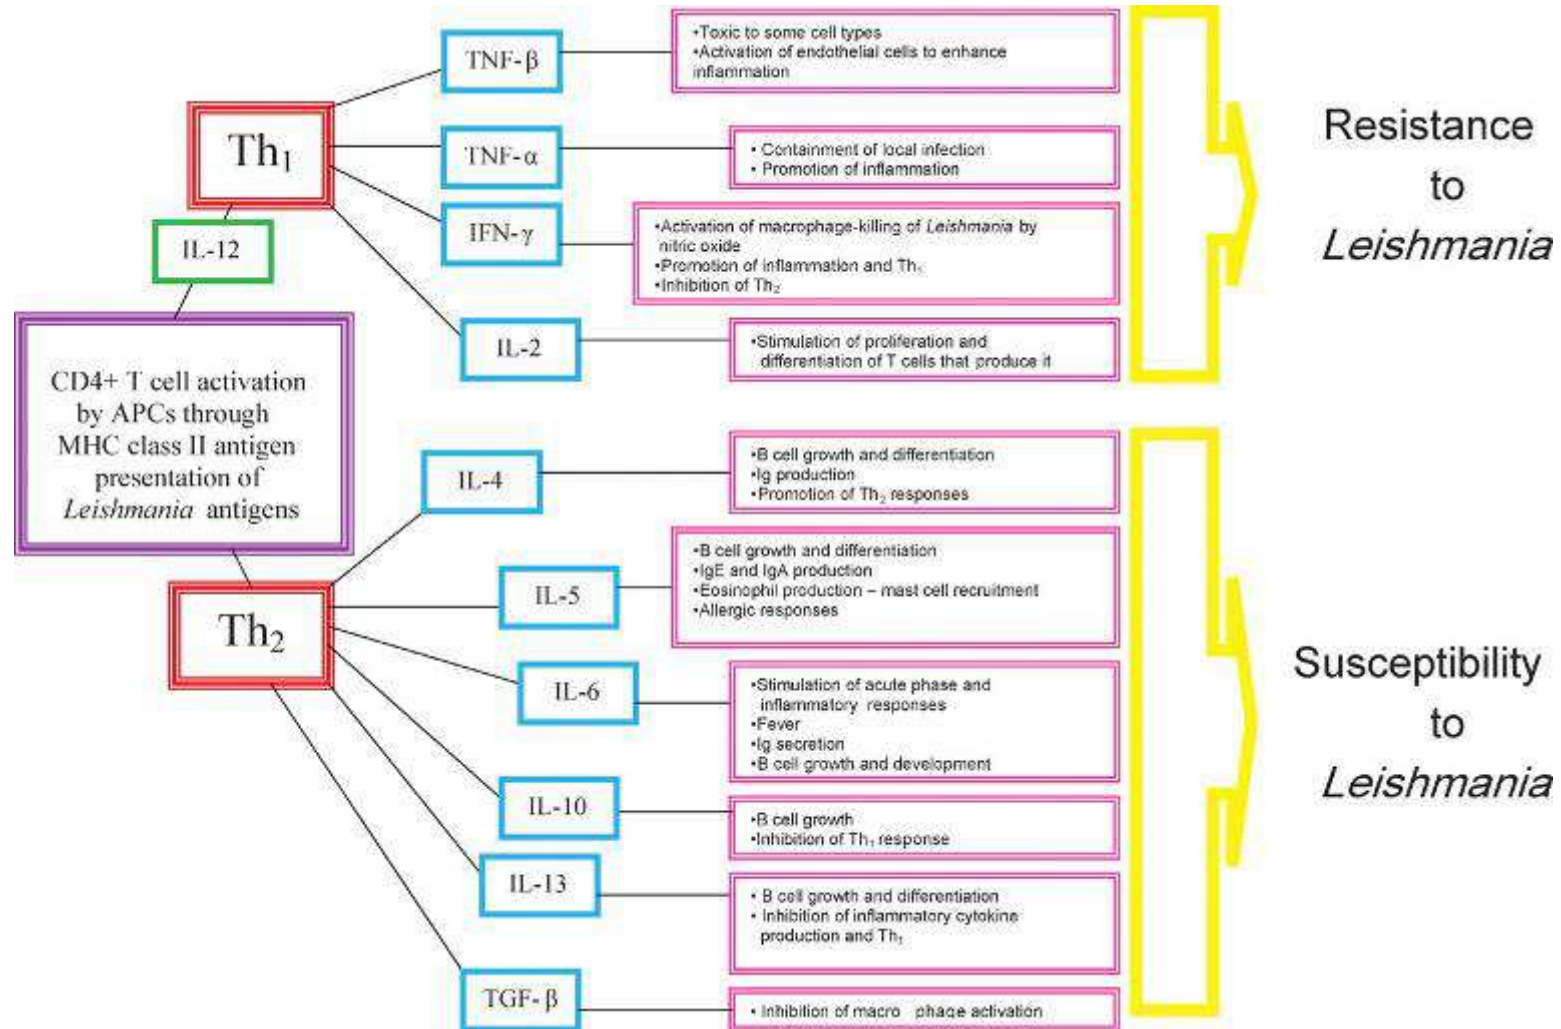 Th₁
IL-12
CD4+ T cell activation
by APCs through
MHC class II antigen
presentation of
Leishmania antigens
Th₂
TNF-β
•Toxic to some cell types
•Activation of endothelial cells to enhance
inflammation
TNF-α
• Containment of local infection
• Promotion of inflammation
IFN-γ
•Activation of macrophage-killing of Leishmania by
nitric oxide
•Promotion of inflammation and Th₁
•Inhibition of Th₂
IL-2
•Stimulation of proliferation and
differentiation of T cells that produce it
Resistance
to
Leishmania
IL-4
•B cell growth and differentiation
•Ig production
•Promotion of Th₂ responses
IL-5
•B cell growth and differentiation
•IgE and IgA production
•Eosinophil production – mast cell recruitment
•Allergic responses
IL-6
•Stimulation of acute phase and
inflammatory responses
•Fever
•Ig secretion
•B cell growth and development
IL-10
•B cell growth
•Inhibition of Th₁ response
IL-13
• B cell growth and differentiation
• Inhibition of inflammatory cytokine
production and Th₁
TGF-β
• Inhibition of macro phage activation
Susceptibility
to
Leishmania